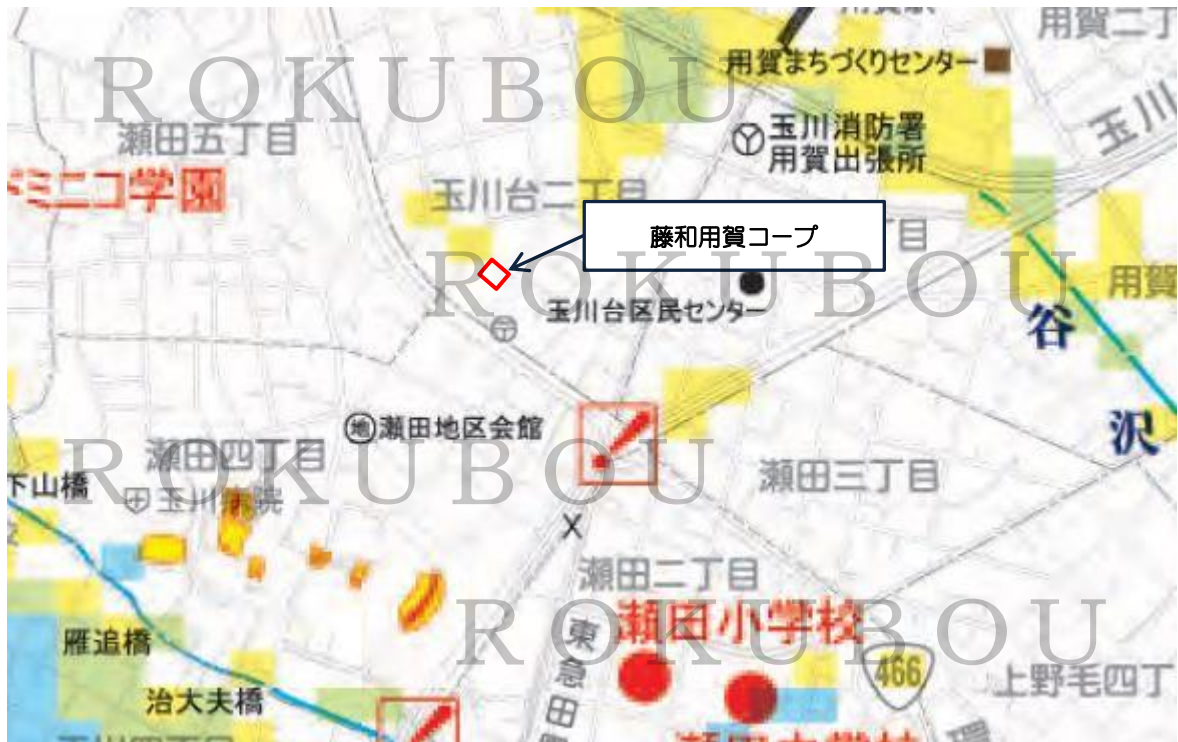 用賀二丁
用賀まちづくりセンター
ROKUBOU
玉川
瀬田五丁目
玉川消防署
用賀出張所
ドミニコ学園
玉川台二丁目
藤和用賀コープ
丁目
ROKUBOU
用賀
玉川台区民センター
谷
沢
地瀬田地区会館
ROKUBOU
瀬田四丁目
瀬田三丁目
下山橋
玉川病院
X
瀬田二丁目
ROKUBOU
瀬田小学校
雁追橋
東急田
466
上野毛四丁
治大夫橋
環